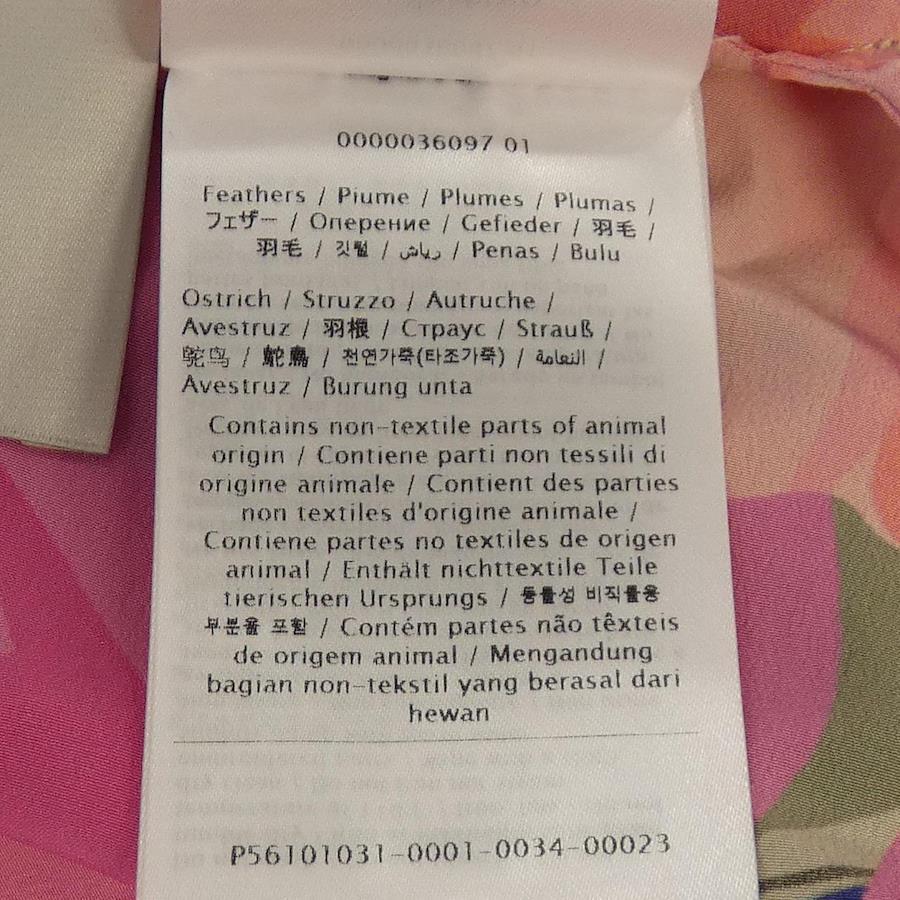 0000036097 01
Feathers / Piume / Plumes / Plumas /
フェザー / Оперение / Gefieder / 羽毛 /
羽毛 / 깃털 / رياش / Penas / Bulu
Ostrich / Struzzo / Autruche /
Avestruz / 羽根 / Страус / Strauß /
鸵鸟 / 鴕鳥 / 천연가죽(타조가죽) / النعامة /
Avestruz / Burung unta
Contains non-textile parts of animal
origin / Contiene parti non tessili di
origine animale / Contient des parties
non textiles d'origine animale /
Contiene partes no textiles de origen
animal / Enthält nichttextile Teile
tierischen Ursprungs / 동물성 비직물용
부분을 포함 / Contém partes não têxteis
de origem animal / Mengandung
bagian non-tekstil yang berasal dari
hewan
P56101031-0001-0034-00023